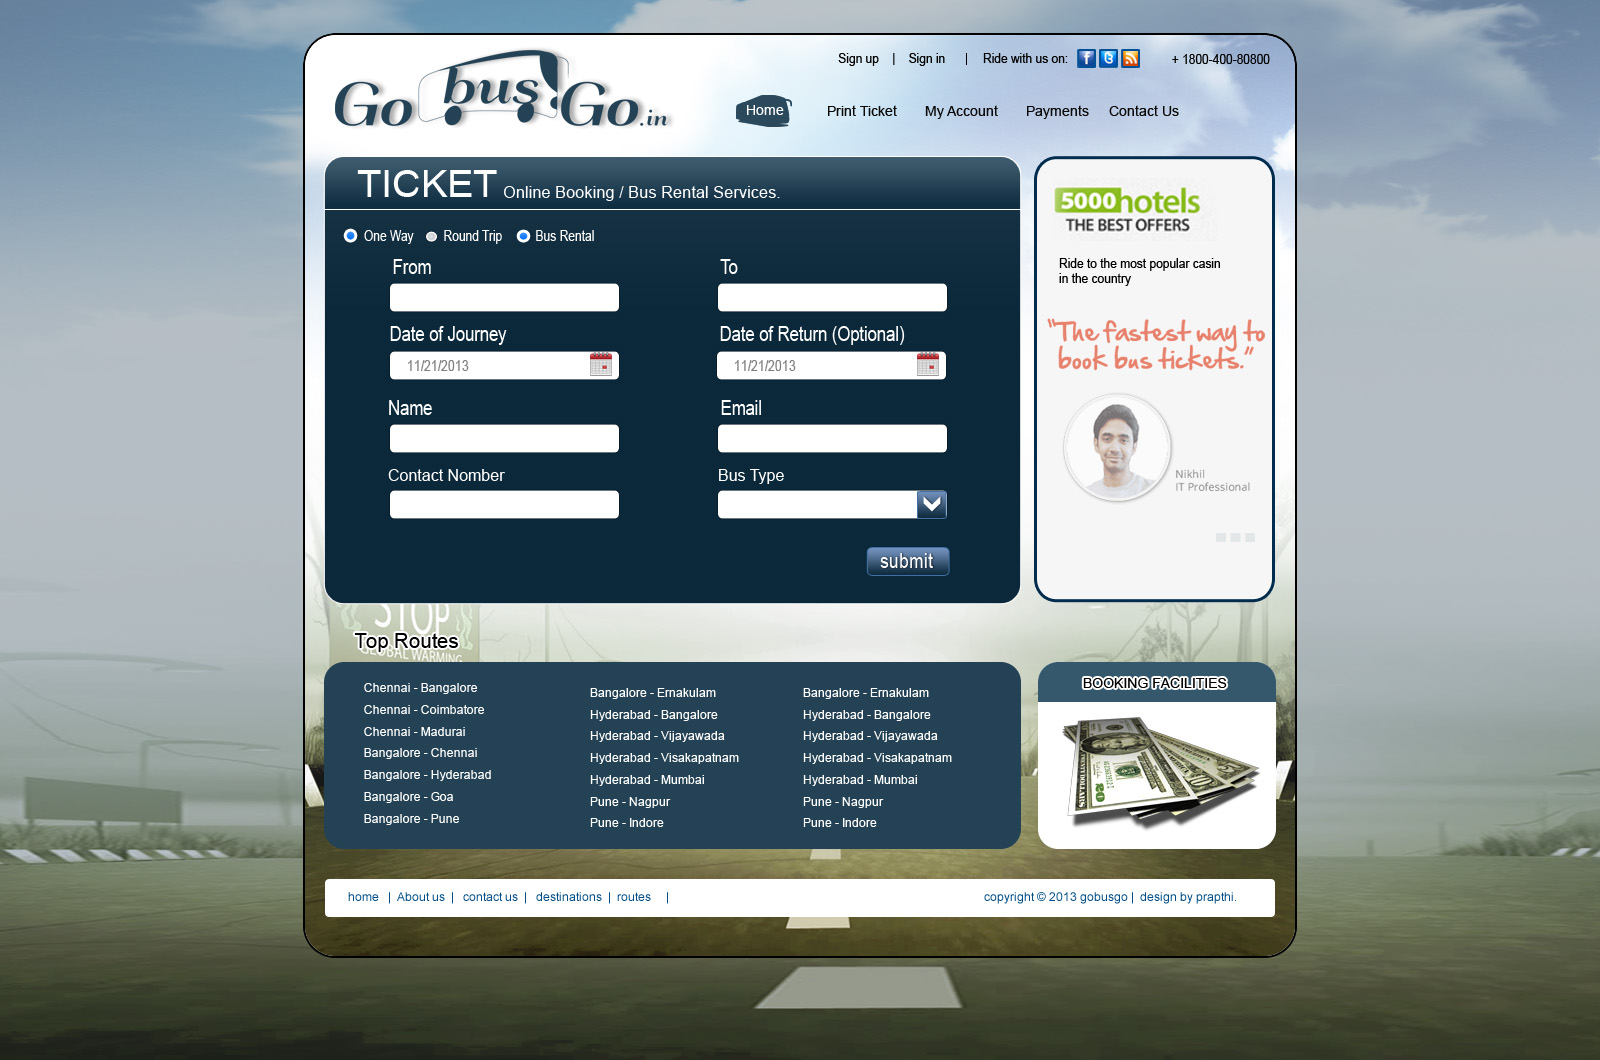 Go bus Go.in
Sign up | Sign in | Ride with us on: + 1800-400-80800
Home Print Ticket My Account Payments Contact Us
TICKET Online Booking / Bus Rental Services.
One Way Round Trip Bus Rental
From To
Date of Journey Date of Return (Optional)
11/21/2013 11/21/2013
Name Email
Contact Nomber Bus Type
submit
5000hotels
THE BEST OFFERS
Ride to the most popular casin
in the country
"The fastest way to
book bus tickets."
Nikhil
IT Professional
STOP
GLOBAL WARMING
Top Routes
Chennai - Bangalore
Chennai - Coimbatore
Chennai - Madurai
Bangalore - Chennai
Bangalore - Hyderabad
Bangalore - Goa
Bangalore - Pune
Bangalore - Ernakulam
Hyderabad - Bangalore
Hyderabad - Vijayawada
Hyderabad - Visakapatnam
Hyderabad - Mumbai
Pune - Nagpur
Pune - Indore
Bangalore - Ernakulam
Hyderabad - Bangalore
Hyderabad - Vijayawada
Hyderabad - Visakapatnam
Hyderabad - Mumbai
Pune - Nagpur
Pune - Indore
BOOKING FACILITIES
home | About us | contact us | destinations | routes |
copyright © 2013 gobusgo | design by prapthi.